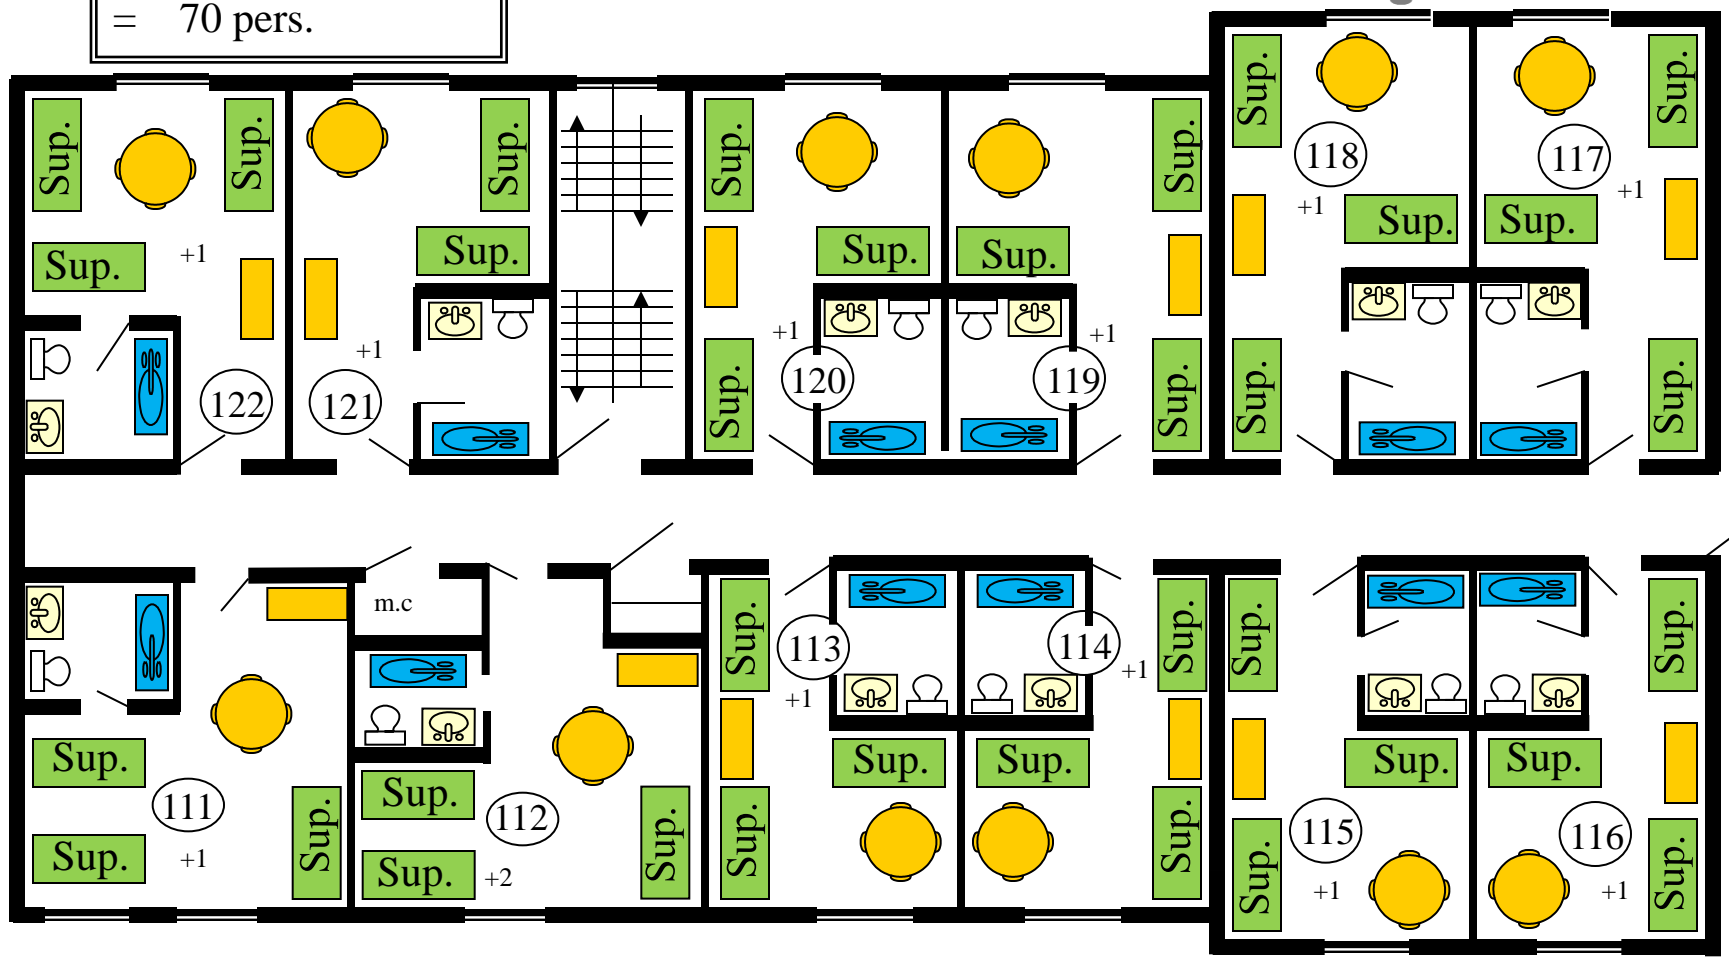 = 70 pers.
Sup.
Sup.
+1
Sup.
122
Sup.
Sup.
+1
121
Sup.
Sup.
+1
Sup.
120
Sup.
Sup.
+1
119
Sup.
Sup.
118
+1
Sup.
Sup.
Sup.
117
+1
Sup.
Sup.
Sup.
111
Sup.
+1
Sup.
m.c
Sup.
112
Sup.
+2
Sup.
Sup.
113
+1
Sup.
Sup.
114
+1
Sup.
Sup.
Sup.
Sup.
Sup.
115
Sup.
+1
Sup.
Sup.
116
+1
Sup.